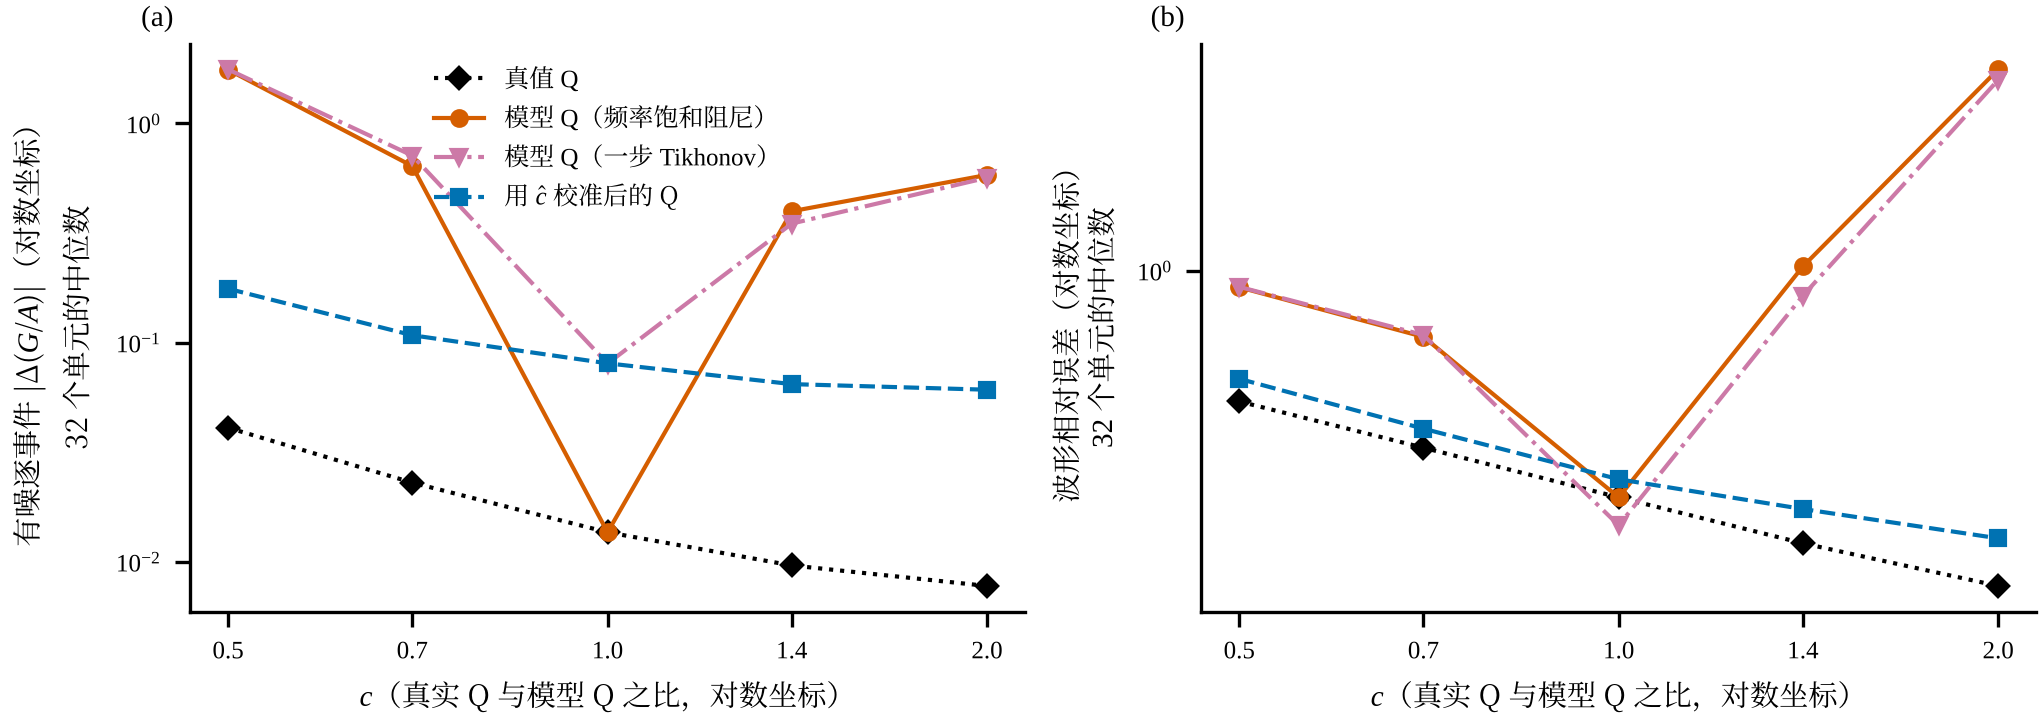 (a)
有噪逐事件 |Δ(G/A)|（对数坐标）
32 个单元的中位数
10⁰
10⁻¹
10⁻²
真值 Q
模型 Q（频率饱和阻尼）
模型 Q（一步 Tikhonov）
用 ĉ 校准后的 Q
0.5
0.7
1.0
1.4
2.0
c（真实 Q 与模型 Q 之比，对数坐标）
(b)
波形相对误差（对数坐标）
32 个单元的中位数
10⁰
0.5
0.7
1.0
1.4
2.0
c（真实 Q 与模型 Q 之比，对数坐标）